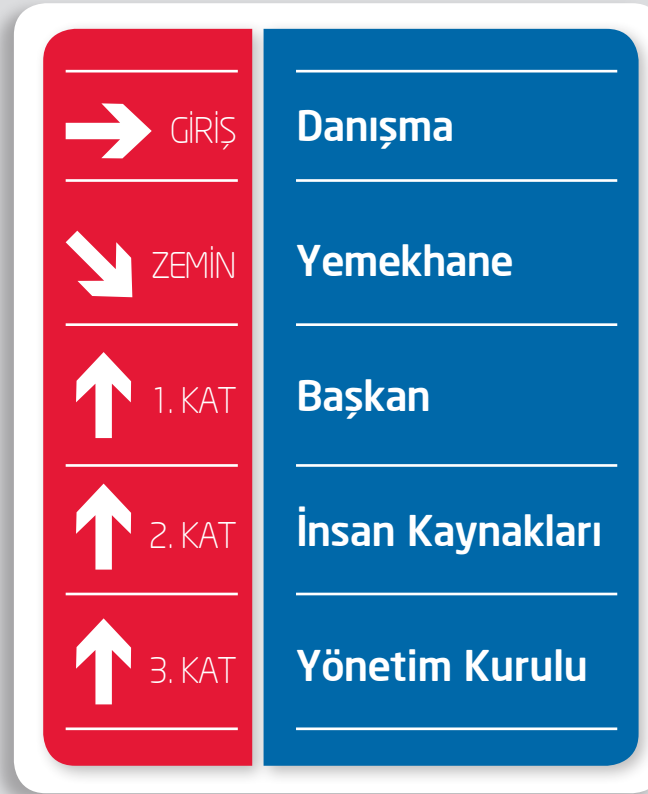 GİRİŞ Danışma
ZEMİN Yemekhane
1. KAT Başkan
2. KAT İnsan Kaynakları
3. KAT Yönetim Kurulu